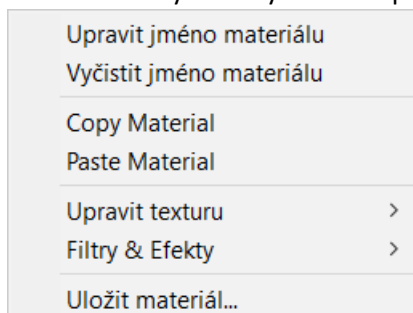 Upravit jméno materiálu
Vyčistit jméno materiálu
Copy Material
Paste Material
Upravit texturu
Filtry & Efekty
Uložit materiál...